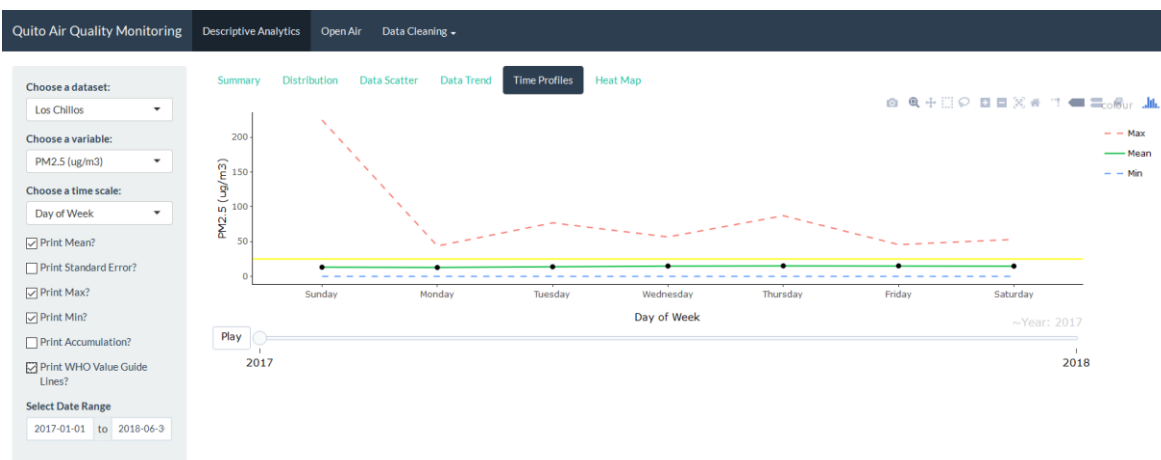 Quito Air Quality Monitoring Descriptive Analytics Open Air Data Cleaning
Summary Distribution Data Scatter Data Trend Time Profiles Heat Map
Choose a dataset:
Los Chillos
Choose a variable:
PM2.5 (ug/m3)
Choose a time scale:
Day of Week
Print Mean?
Print Standard Error?
Print Max?
Print Min?
Print Accumulation?
Print WHO Value Guide
Lines?
Select Date Range
2017-01-01 to 2018-06-3
colour
Max
Mean
Min
PM2.5 (ug/m3)
200
150
100
50
0
Sunday Monday Tuesday Wednesday Thursday Friday Saturday
Day of Week
~Year: 2017
Play
2017 2018